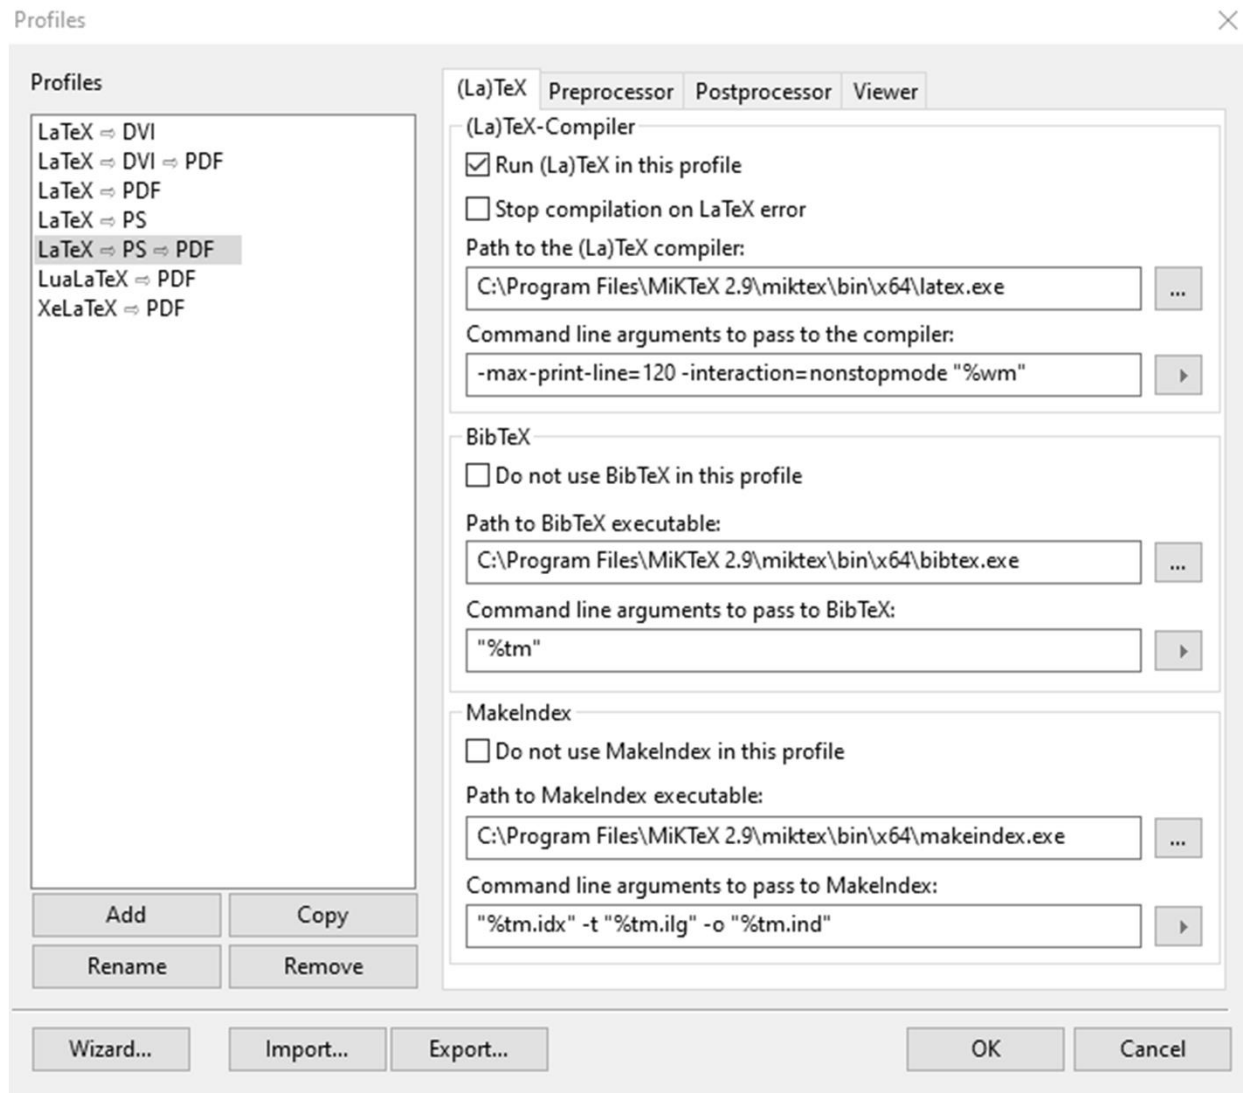 Profiles
Profiles
LaTeX ⇨ DVI
LaTeX ⇨ DVI ⇨ PDF
LaTeX ⇨ PDF
LaTeX ⇨ PS
LaTeX ⇨ PS ⇨ PDF
LuaLaTeX ⇨ PDF
XeLaTeX ⇨ PDF
Add
Copy
Rename
Remove
(La)TeX
Preprocessor
Postprocessor
Viewer
(La)TeX-Compiler
Run (La)TeX in this profile
Stop compilation on LaTeX error
Path to the (La)TeX compiler:
C:\Program Files\MiKTeX 2.9\miktex\bin\x64\latex.exe
...
Command line arguments to pass to the compiler:
-max-print-line=120 -interaction=nonstopmode "%wm"
BibTeX
Do not use BibTeX in this profile
Path to BibTeX executable:
C:\Program Files\MiKTeX 2.9\miktex\bin\x64\bibtex.exe
...
Command line arguments to pass to BibTeX:
"%tm"
MakeIndex
Do not use MakeIndex in this profile
Path to MakeIndex executable:
C:\Program Files\MiKTeX 2.9\miktex\bin\x64\makeindex.exe
...
Command line arguments to pass to MakeIndex:
"%tm.idx" -t "%tm.ilg" -o "%tm.ind"
Wizard...
Import...
Export...
OK
Cancel